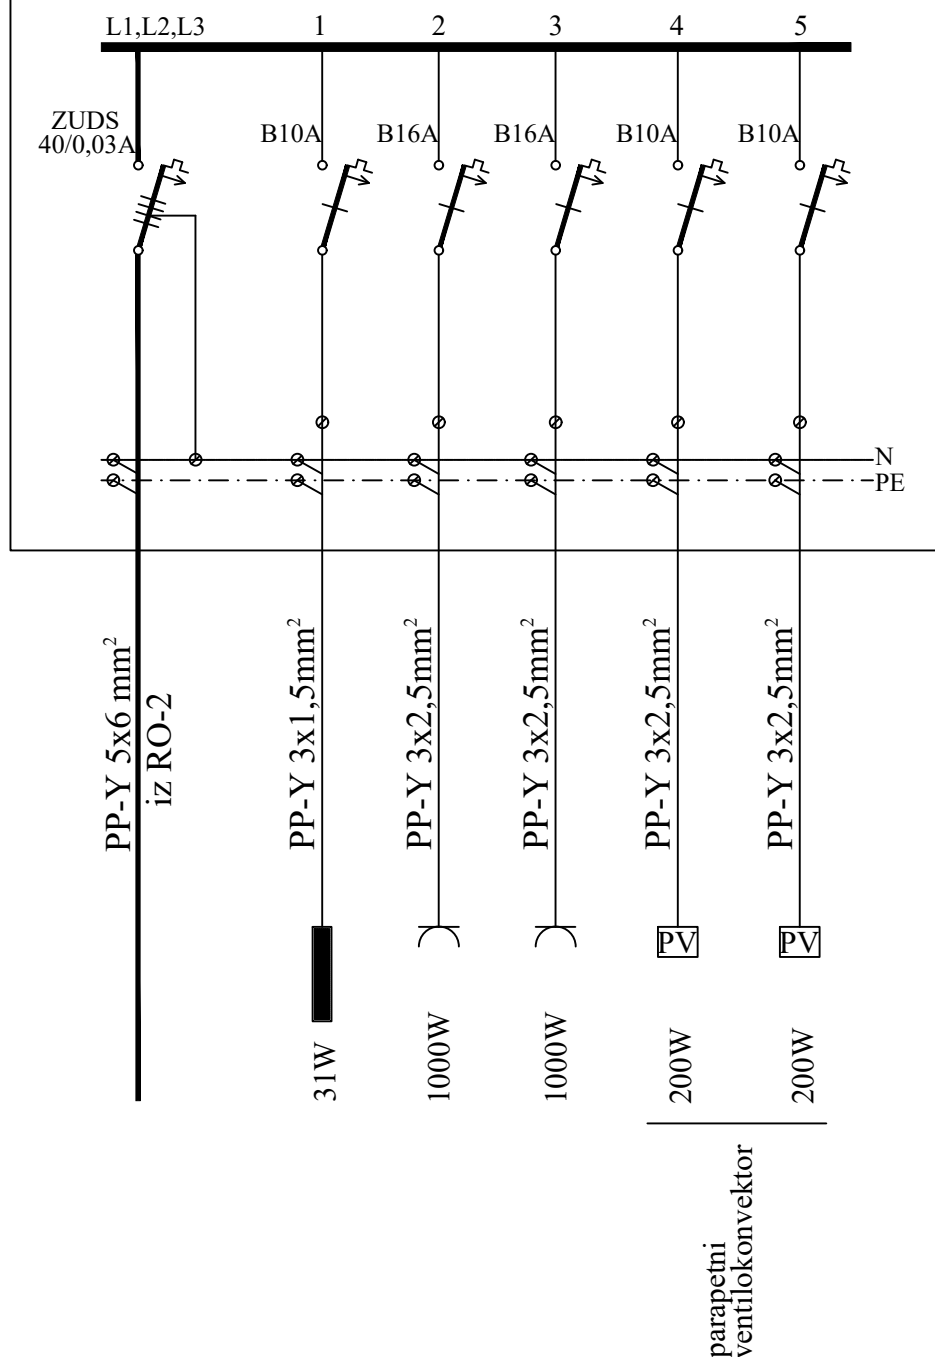 L1,L2,L3
1
2
3
4
5
ZUDS
40/0,03A
B10A
B16A
B16A
B10A
B10A
N
PE
PP-Y 5x6 mm²
iz RO-2
PP-Y 3x1,5mm²
PP-Y 3x2,5mm²
PP-Y 3x2,5mm²
PP-Y 3x2,5mm²
PP-Y 3x2,5mm²
PV
PV
31W
1000W
1000W
200W
200W
parapetni
ventilokonvektor